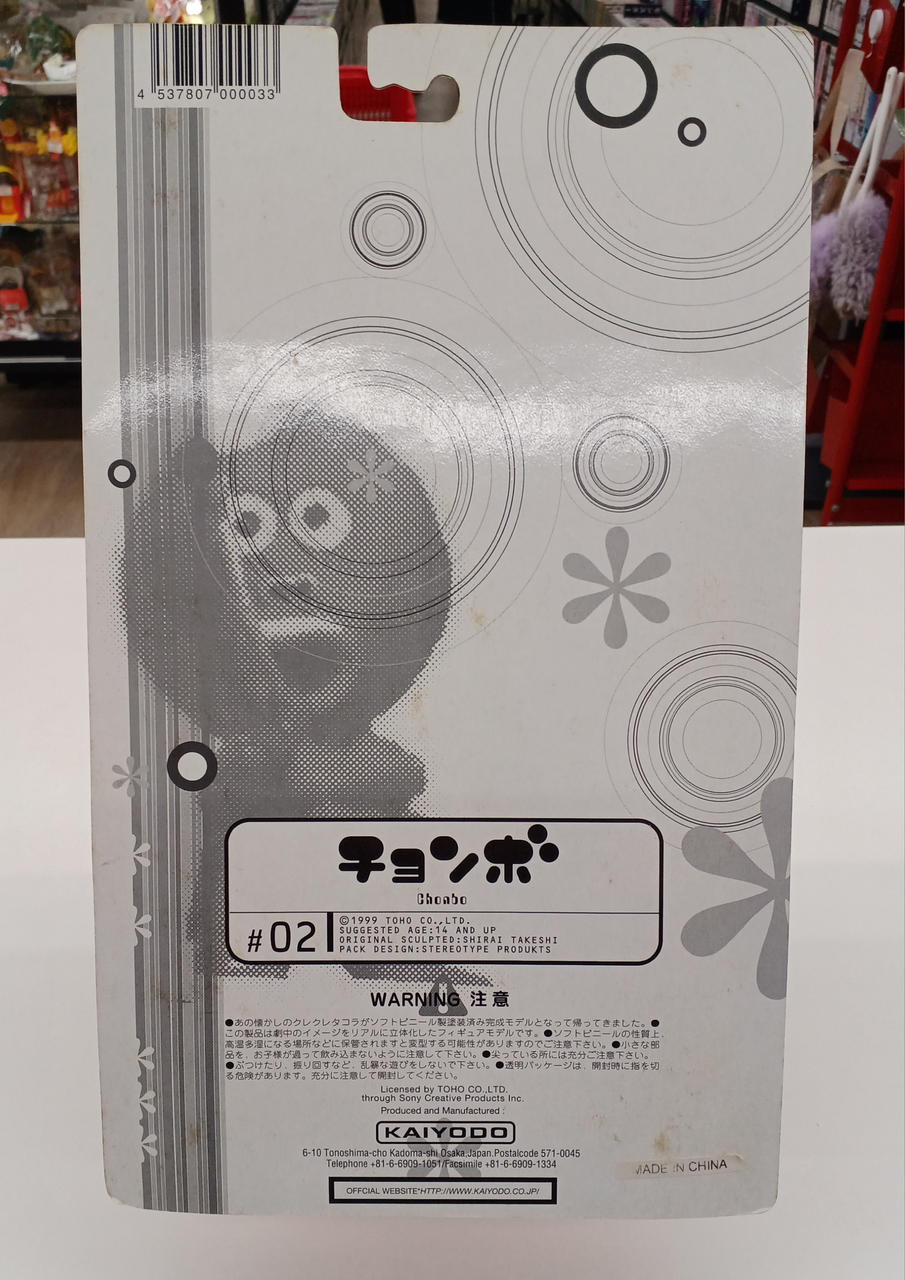 4 537807 000033
チョンボ
Chonbo
#02
©1999 TOHO CO.,LTD.
SUGGESTED AGE:14 AND UP
ORIGINAL SCULPTED:SHIRAI TAKESHI
PACK DESIGN:STEREOTYPE PRODUKTS
WARNING 注意
●あの懐かしのクレクレタコラがソフトビニール製塗装済み完成モデルとなって帰ってきました。●
この製品は劇中のイメージをリアルに立体化したフィギュアモデルです。●ソフトビニールの性質上、
高温多湿になる場所などに保管されますと変型する可能性がありますのでご注意下さい。●小さな部
品を、お子様が過って飲み込まないように注意して下さい。●尖っている所には充分ご注意下さい。
●ぶつけたり、振り回すなど、乱暴な遊びをしないで下さい。●透明パッケージは、開封時に指を切
る危険があります。充分に注意して開封してください。
Licensed by TOHO CO.,LTD.
through Sony Creative Products Inc.
Produced and Manufactured :
KAIYODO
6-10 Tonoshima-cho Kadoma-shi Osaka,Japan.Postalcode 571-0045
Telephone +81-6-6909-1051/Facsimile +81-6-6909-1334
MADE IN CHINA
OFFCIAL WEBSITE*HTTP://WWW.KAIYODO.CO.JP/